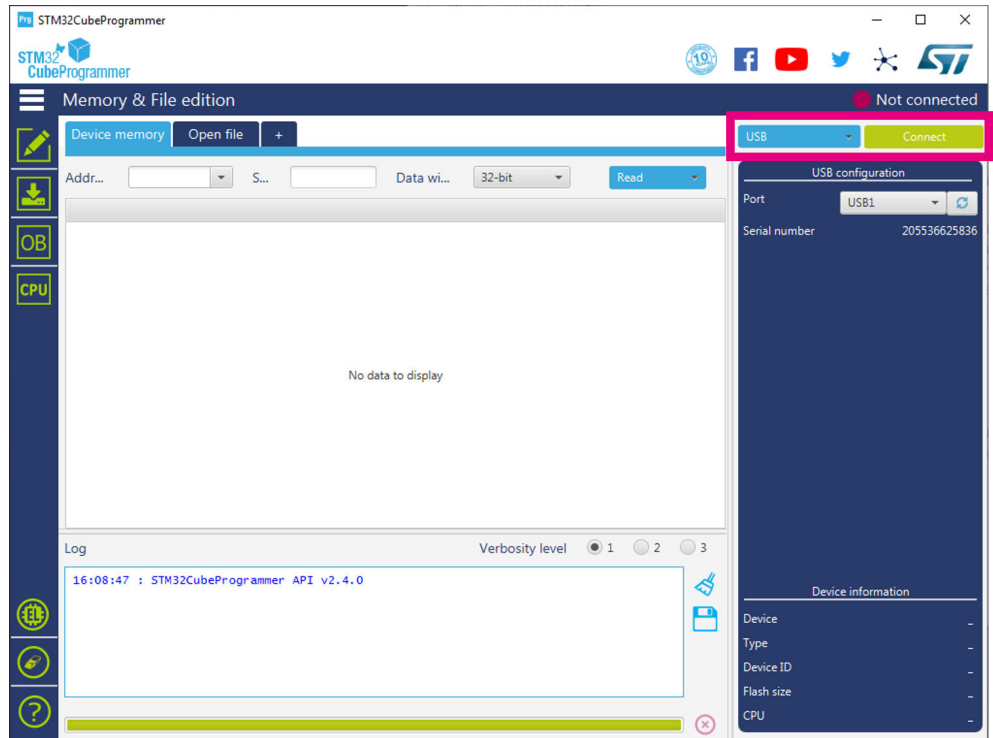 Prg STM32CubeProgrammer
STM32
CubeProgrammer
10
Memory & File edition
Not connected
Device memory
Open file
+
USB
Connect
Addr...
S...
Data wi...
32-bit
Read
USB configuration
Port
USB1
Serial number
205536625836
OB
CPU
No data to display
Log
Verbosity level
1
2
3
16:08:47 : STM32CubeProgrammer API v2.4.0
Device information
Device
-
Type
-
Device ID
-
Flash size
-
CPU
-